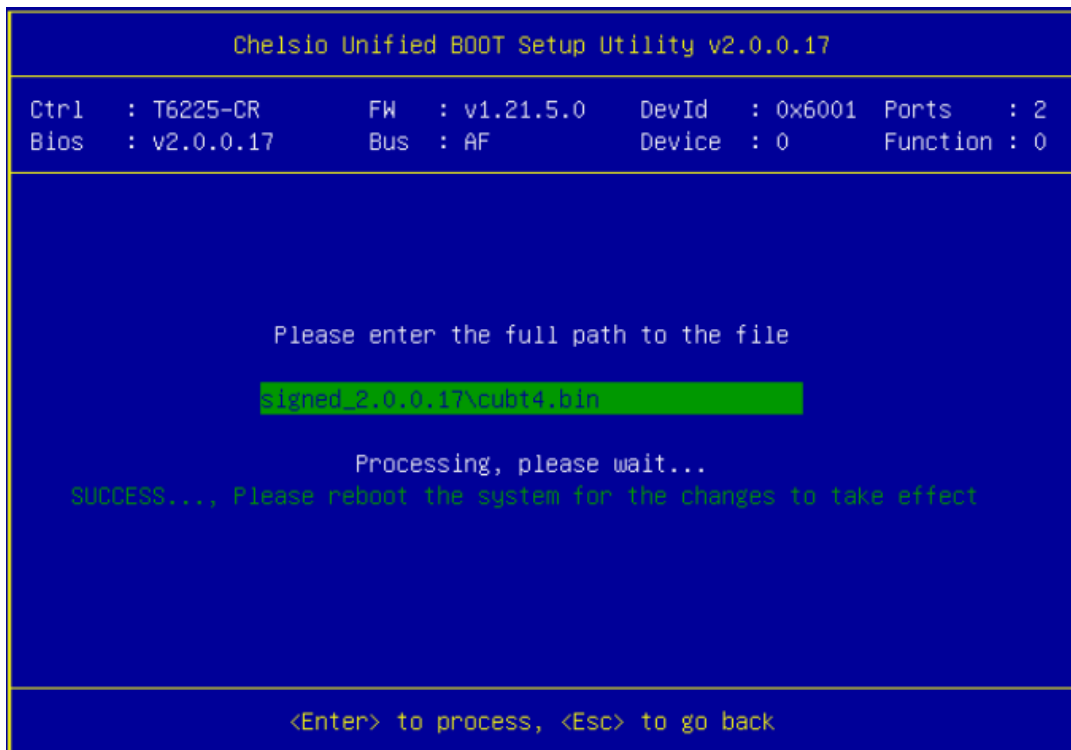 Chelsio Unified BOOT Setup Utility v2.0.0.17
Ctrl : T6225-CR FW : v1.21.5.0 DevId : 0x6001 Ports : 2
Bios : v2.0.0.17 Bus : AF Device : 0 Function : 0
Please enter the full path to the file
signed_2.0.0.17\cubt4.bin
Processing, please wait...
SUCCESS..., Please reboot the system for the changes to take effect
<Enter> to process, <Esc> to go back